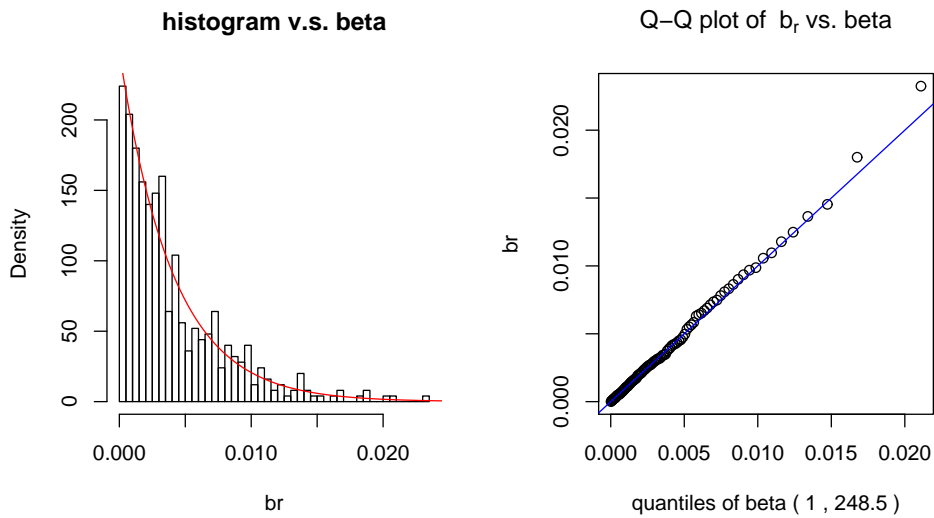 histogram v.s. beta
Density
0
50
100
150
200
0.000
0.010
0.020
br
Q−Q plot of br vs. beta
br
0.000
0.010
0.020
0.000
0.005
0.010
0.015
0.020
quantiles of beta ( 1 , 248.5 )